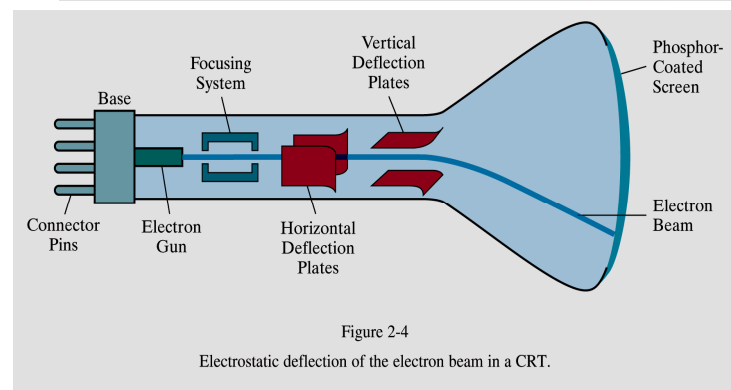 Vertical
Deflection
Plates
Phosphor-
Coated
Screen
Focusing
System
Base
Connector
Pins
Electron
Gun
Horizontal
Deflection
Plates
Electron
Beam
Figure 2-4
Electrostatic deflection of the electron beam in a CRT.